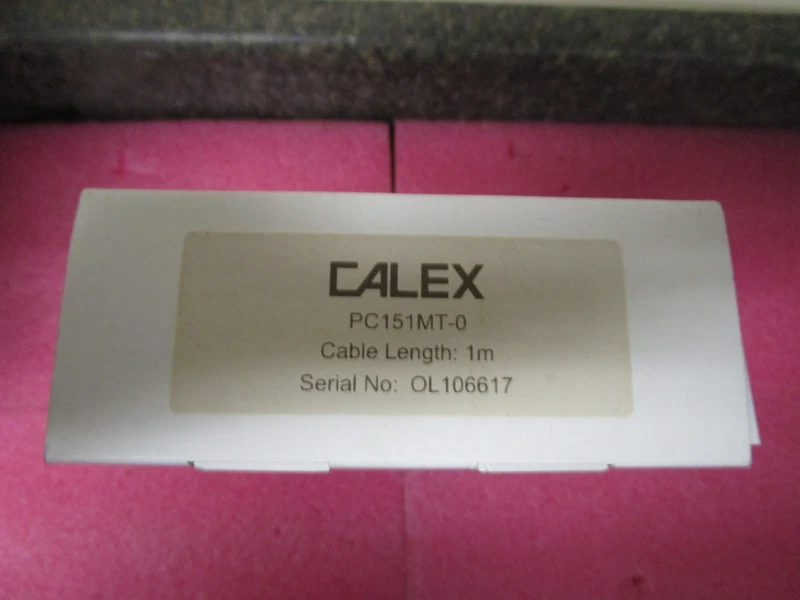 CALEX
PC151MT-0
Cable Length: 1m
Serial No: OL106617